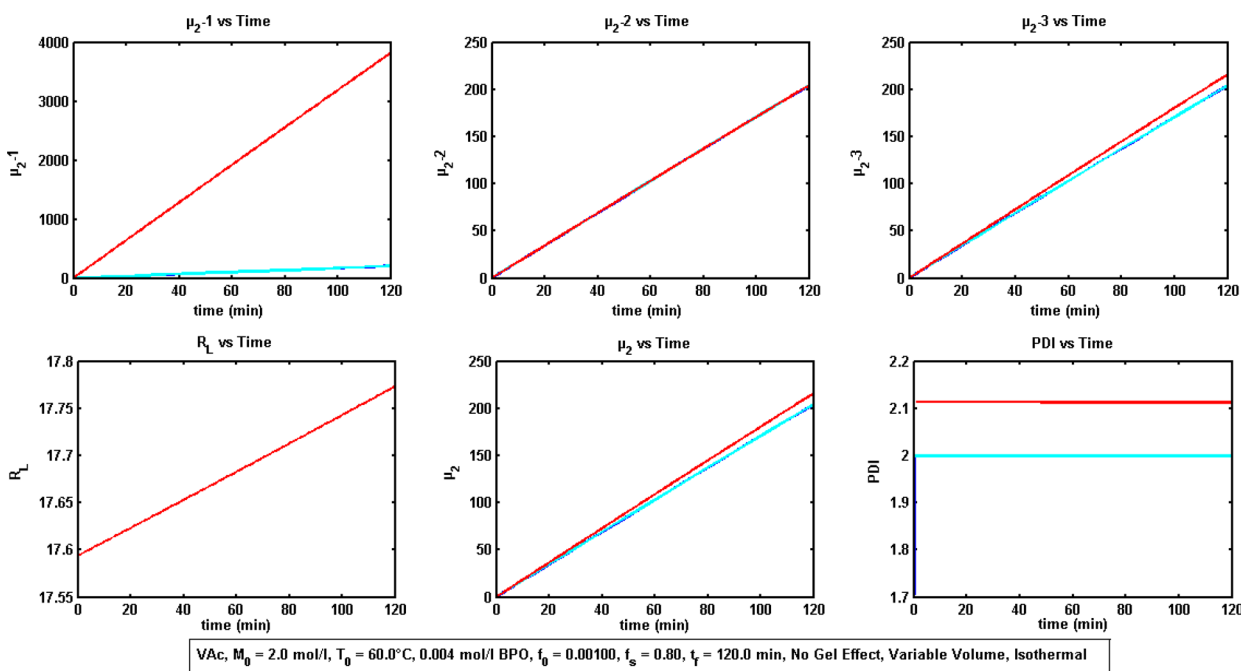 μ₂-1 vs Time
μ₂-2 vs Time
μ₂-3 vs Time
4000
3000
2000
1000
0
μ₂-1
0 20 40 60 80 100 120
time (min)
250
200
150
100
50
0
μ₂-2
0 20 40 60 80 100 120
time (min)
250
200
150
100
50
0
μ₂-3
0 20 40 60 80 100 120
time (min)
R_L vs Time
μ₂ vs Time
PDI vs Time
17.8
17.75
17.7
17.65
17.6
17.55
R_L
0 20 40 60 80 100 120
time (min)
250
200
150
100
50
0
μ₂
0 20 40 60 80 100 120
time (min)
2.2
2.1
2
1.9
1.8
1.7
PDI
20 40 60 80 100 120
time (min)
VAc, M₀ = 2.0 mol/l, T₀ = 60.0°C, 0.004 mol/l BPO, f₀ = 0.00100, fₛ = 0.80, t_f = 120.0 min, No Gel Effect, Variable Volume, Isothermal